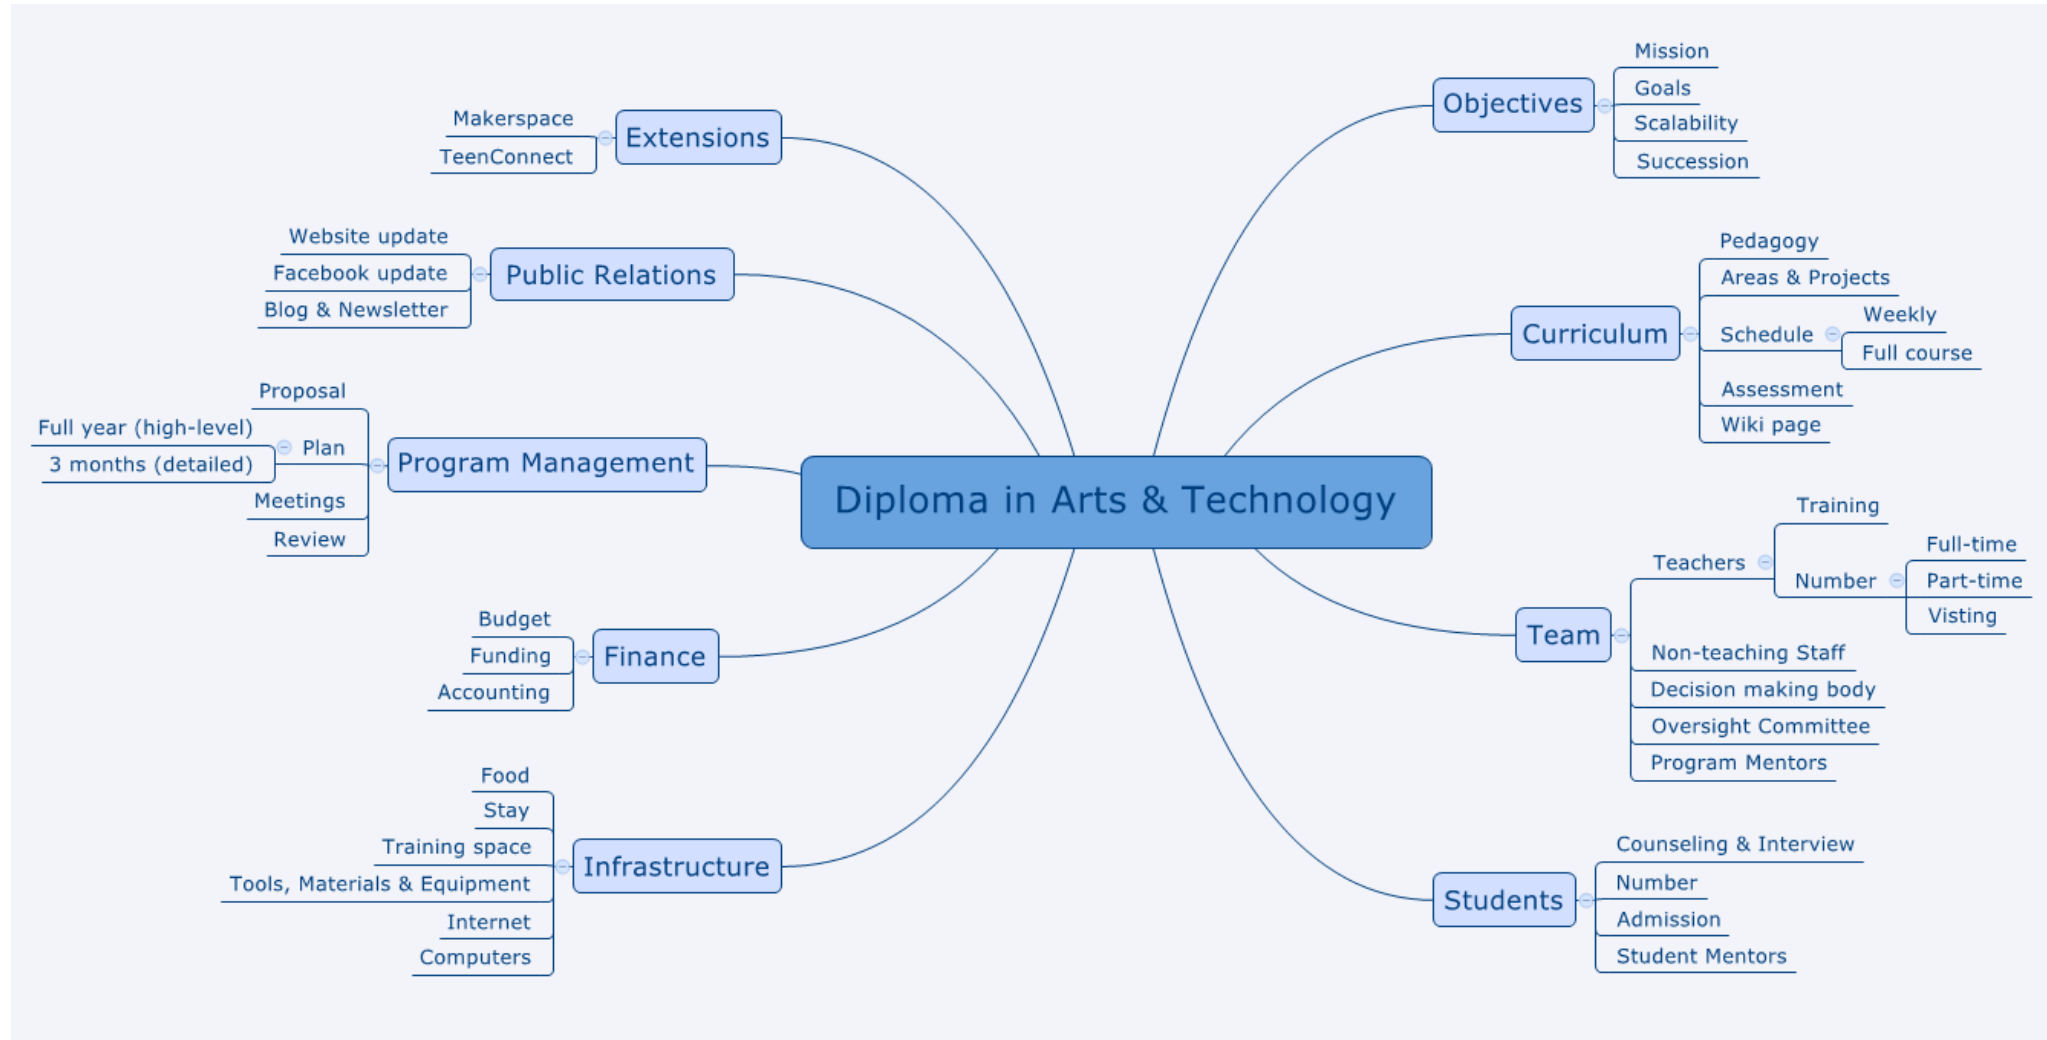 Diploma in Arts & Technology
Objectives
Mission
Goals
Scalability
Succession
Curriculum
Pedagogy
Areas & Projects
Schedule
Weekly
Full course
Assessment
Wiki page
Team
Teachers
Training
Number
Full-time
Part-time
Visting
Non-teaching Staff
Decision making body
Oversight Committee
Program Mentors
Students
Counseling & Interview
Number
Admission
Student Mentors
Extensions
Makerspace
TeenConnect
Public Relations
Website update
Facebook update
Blog & Newsletter
Program Management
Proposal
Plan
Full year (high-level)
3 months (detailed)
Meetings
Review
Finance
Budget
Funding
Accounting
Infrastructure
Food
Stay
Training space
Tools, Materials & Equipment
Internet
Computers